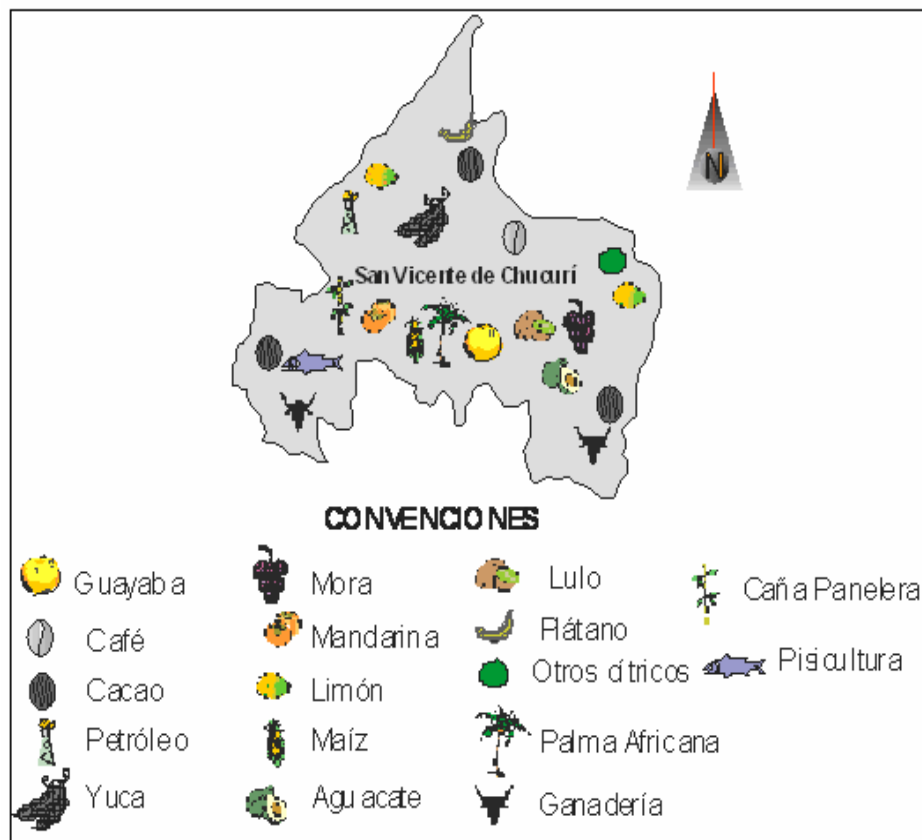 N
San Vicente de Chucurí
CONVENCIONES
Guayaba
Mora
Lulo
Caña Panelera
Café
Mandarina
Plátano
Pisicultura
Cacao
Limón
Otros cítricos
Petróleo
Maíz
Palma Africana
Yuca
Aguacate
Ganadería